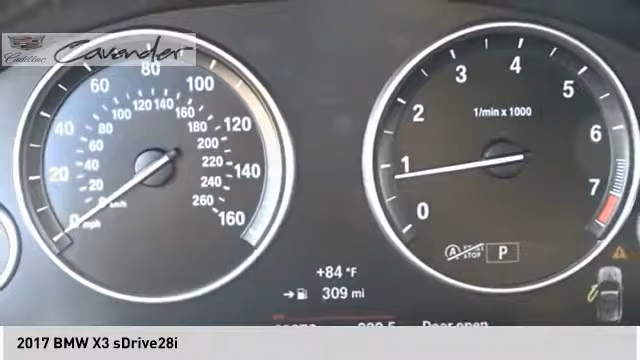 Cadillac
Cavender
0 20 40 60 80 100 120 140 160
mph
20 40 60 80 100 120 140 160 180 200 220 240 260
km/h
0 1 2 3 4 5 6 7
1/min x 1000
A STOP P
+84 °F
309 mi
Door open
2017 BMW X3 sDrive28i